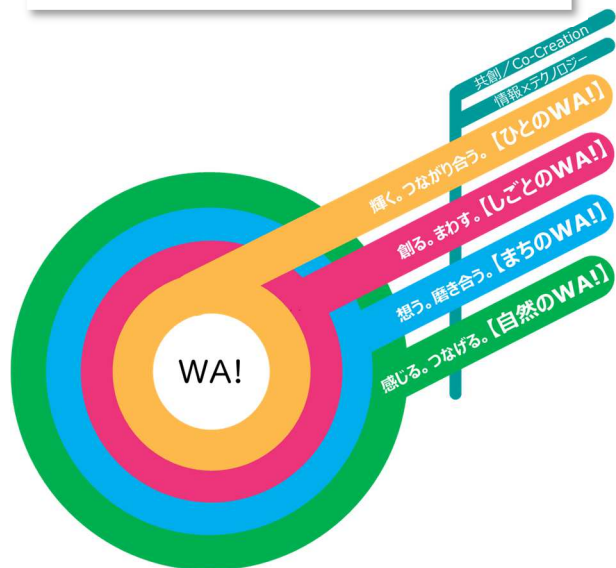 共創／Co-Creation
情報×テクノロジー
輝く。つながり合う。【ひとのWA!】
創る。まわす。【しごとのWA!】
想う。磨き合う。【まちのWA!】
感じる。つなげる。【自然のWA!】
WA!